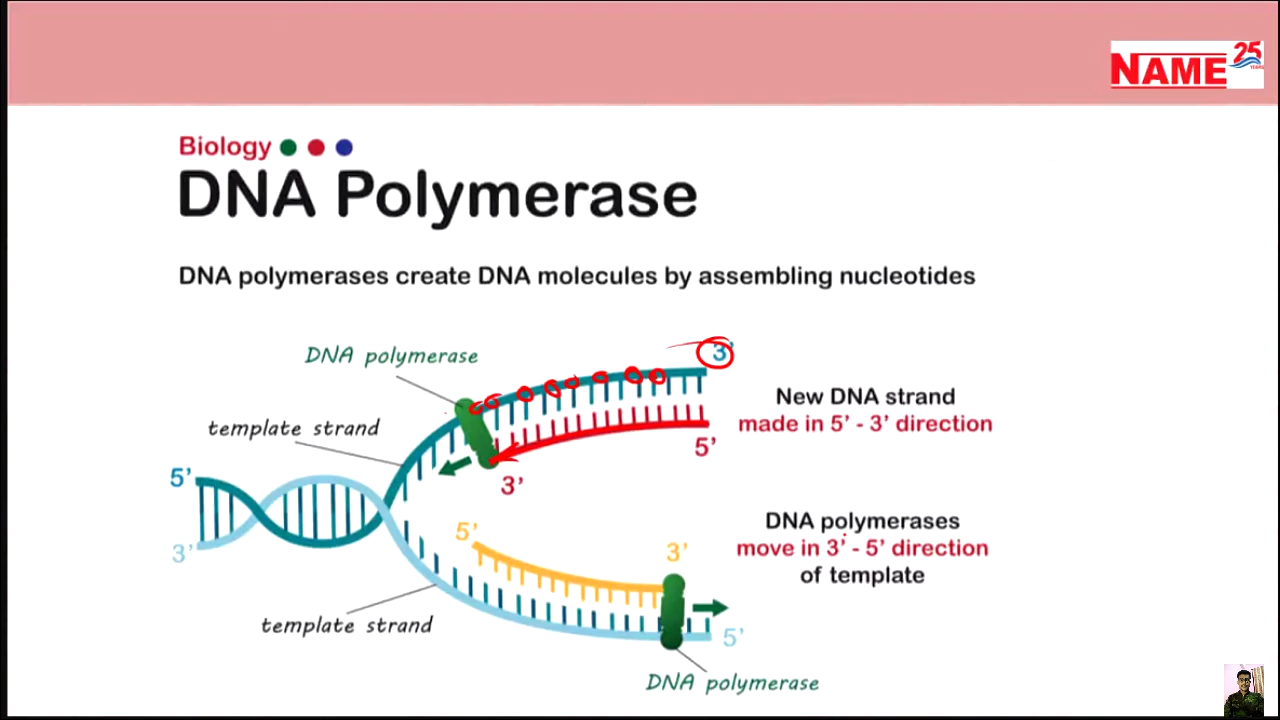 NAME 25
YEARS
Biology
DNA Polymerase
DNA polymerases create DNA molecules by assembling nucleotides
DNA polymerase
3’
template strand
New DNA strand
made in 5’ - 3’ direction
5’
3’
5’
3’
5’
3’
DNA polymerases
move in 3’ - 5’ direction
of template
template strand
5’
DNA polymerase